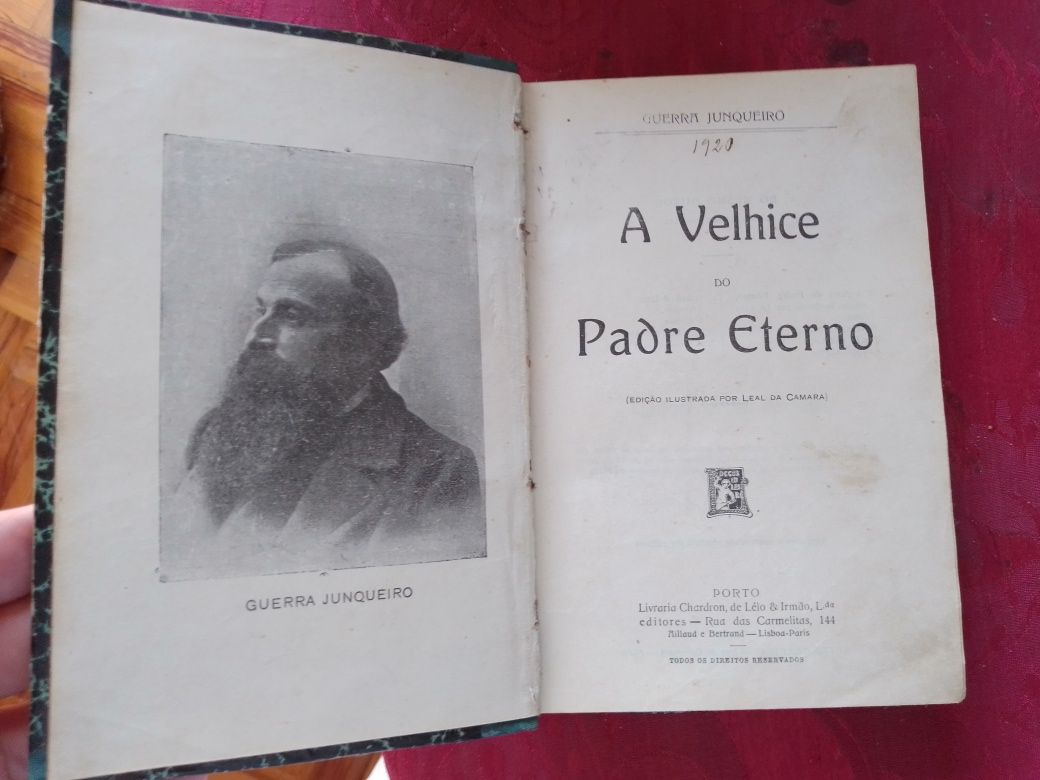 GUERRA JUNQUEIRO
GUERRA JUNQUEIRO
1920
A Velhice
DO
Padre Eterno
(EDIÇÃO ILUSTRADA POR LEAL DA CAMARA)
PORTO
Livraria Chardron, de Lélo & Irmão, L.da
editores — Rua das Carmelitas, 144
Aillaud e Bertrand — Lisboa-Paris
TODOS OS DIREITOS RESERVADOS